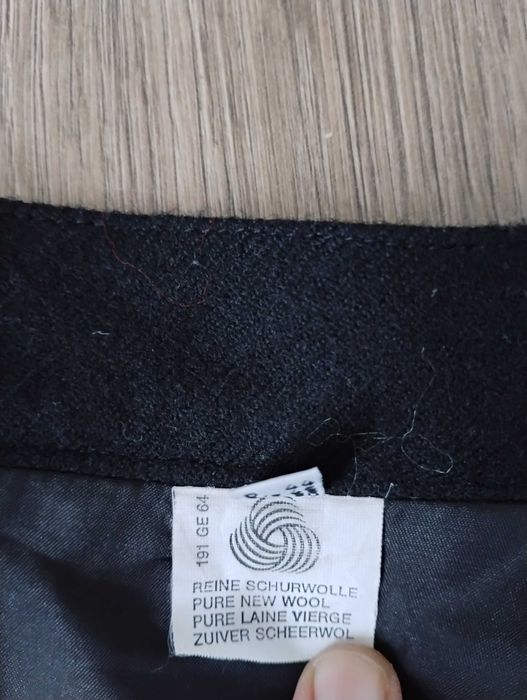 191 GE 64
REINE SCHURWOLLE
PURE NEW WOOL
PURE LAINE VIERGE
ZUIVER SCHEERWOL